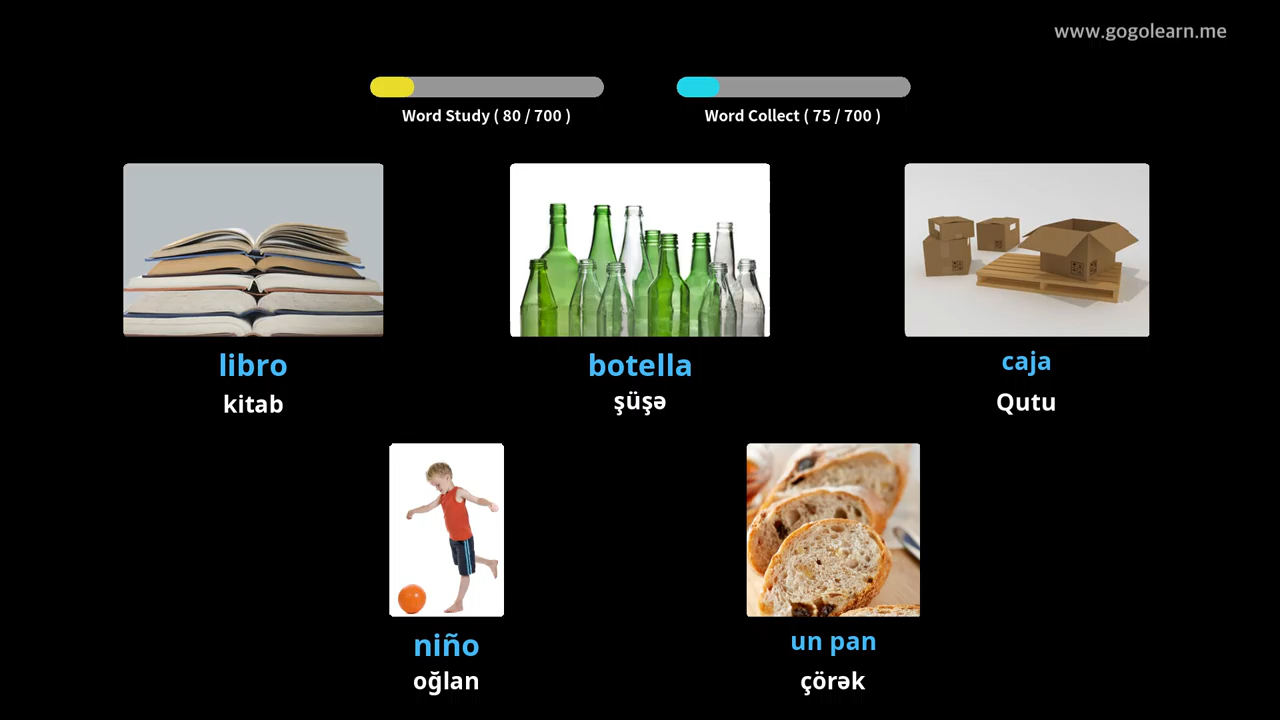 www.gogolearn.me
Word Study ( 80 / 700 )
Word Collect ( 75 / 700 )
libro
kitab
botella
şüşə
caja
Qutu
niño
oğlan
un pan
çörək